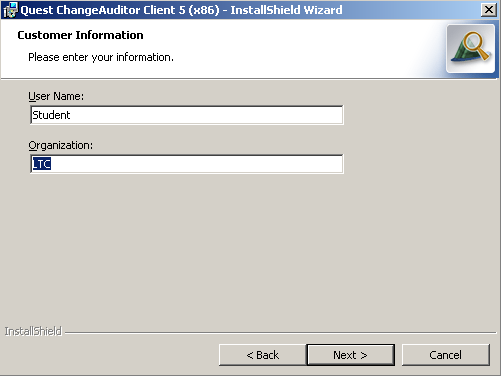 Quest ChangeAuditor Client 5 (x86) - InstallShield Wizard
Customer Information
Please enter your information.
User Name:
Student
Organization:
LTC
InstallShield
< Back
Next >
Cancel